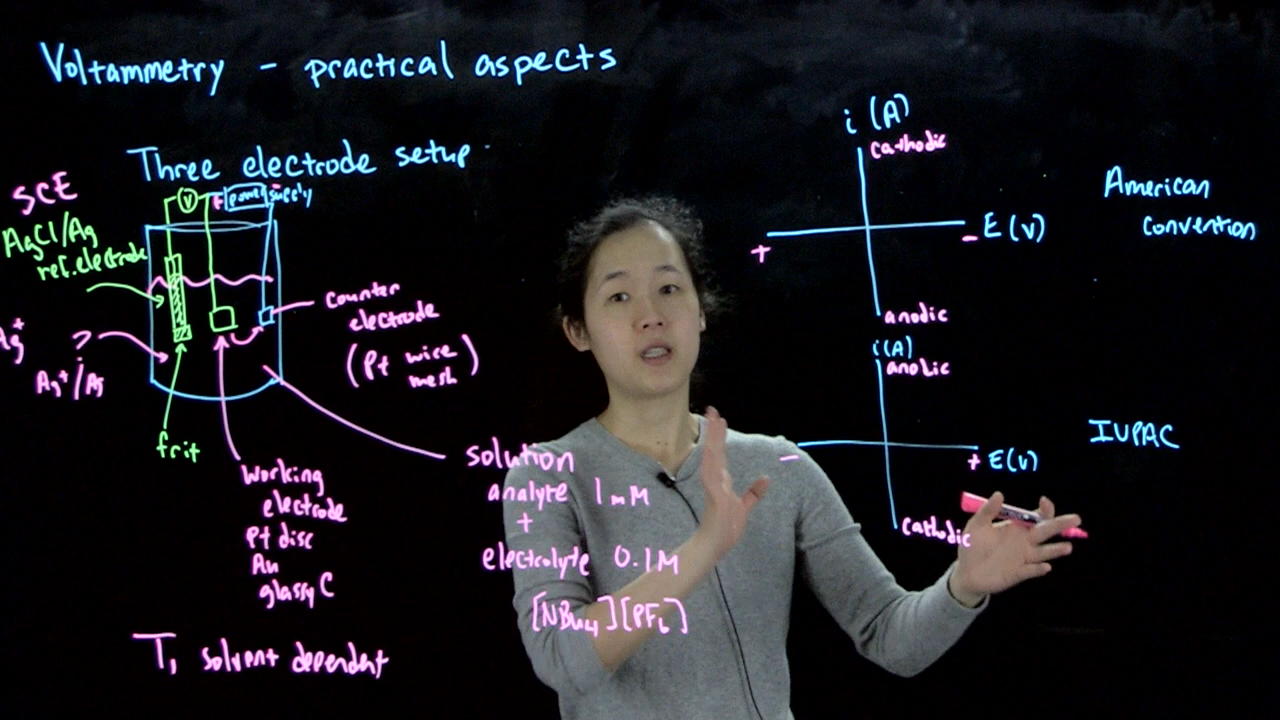 Voltammetry - practical aspects
Three electrode setup
SCE
V
+ power supply -
AgCl/Ag
ref. electrode
Ag+
?
Ag+/Ag
frit
counter
electrode
(Pt wire
mesh)
working
electrode
Pt disc
Au
glassy C
solution
analyte 1 mM
+
electrolyte 0.1M
[NBu4][PF6]
T, solvent dependent
i (A)
cathodic
+
- E (V)
anodic
American
convention
i (A)
anodic
-
+ E(V)
cathodic
IUPAC